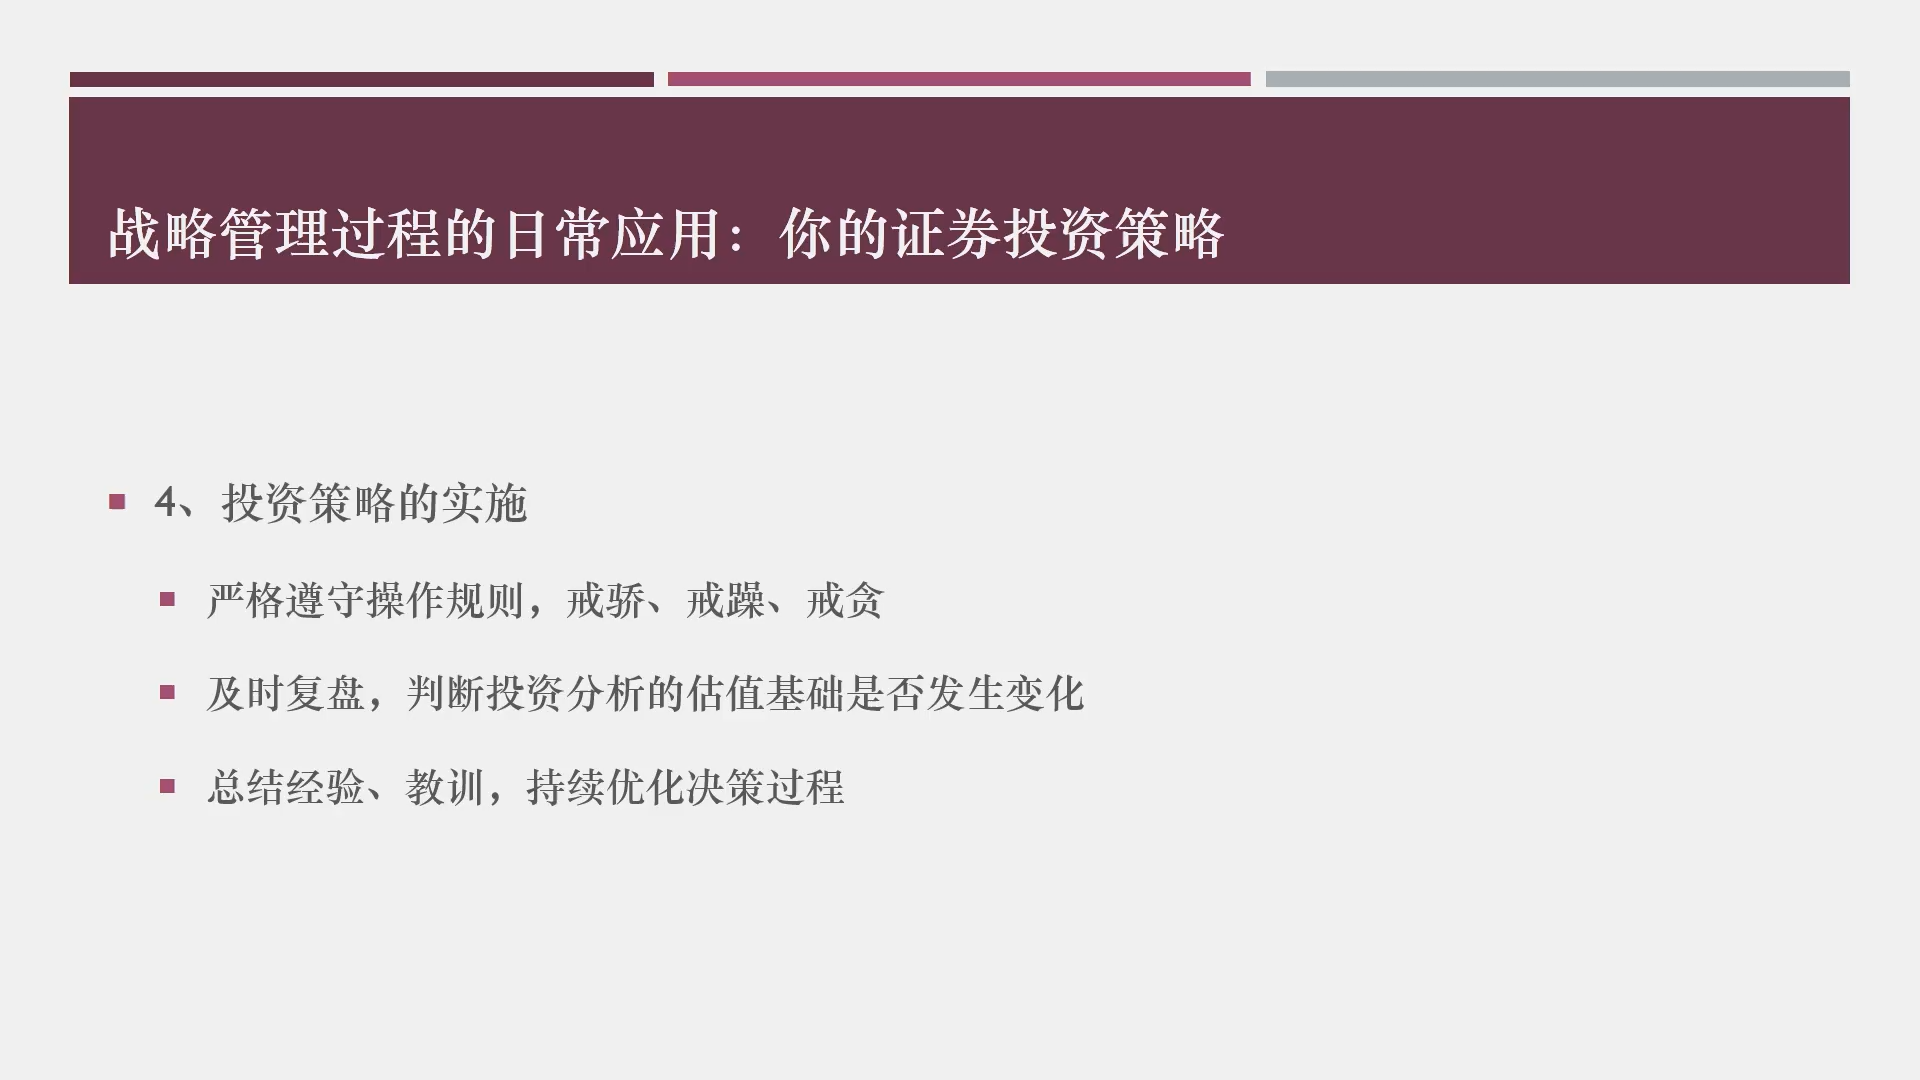 战略管理过程的日常应用：你的证券投资策略
4、投资策略的实施
严格遵守操作规则，戒骄、戒躁、戒贪
及时复盘，判断投资分析的估值基础是否发生变化
总结经验、教训，持续优化决策过程